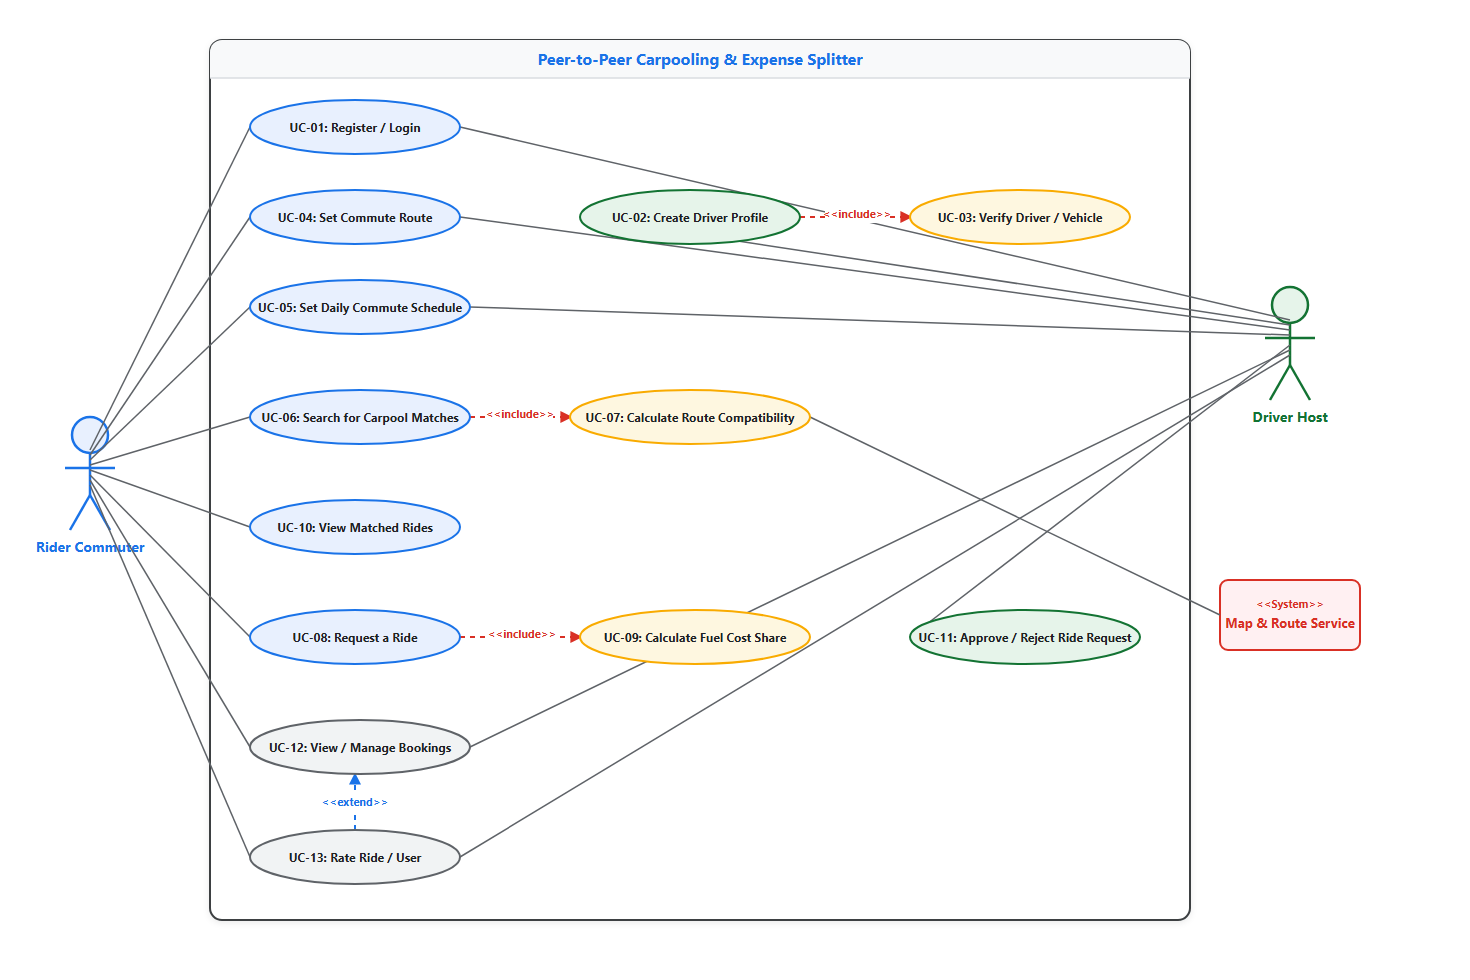 Peer-to-Peer Carpooling & Expense Splitter
UC-01: Register / Login
UC-04: Set Commute Route
UC-02: Create Driver Profile
<<include>>
UC-03: Verify Driver / Vehicle
UC-05: Set Daily Commute Schedule
UC-06: Search for Carpool Matches
<<include>>
UC-07: Calculate Route Compatibility
Driver Host
UC-10: View Matched Rides
Rider Commuter
UC-08: Request a Ride
<<include>>
UC-09: Calculate Fuel Cost Share
UC-11: Approve / Reject Ride Request
<<System>>
Map & Route Service
UC-12: View / Manage Bookings
<<extend>>
UC-13: Rate Ride / User